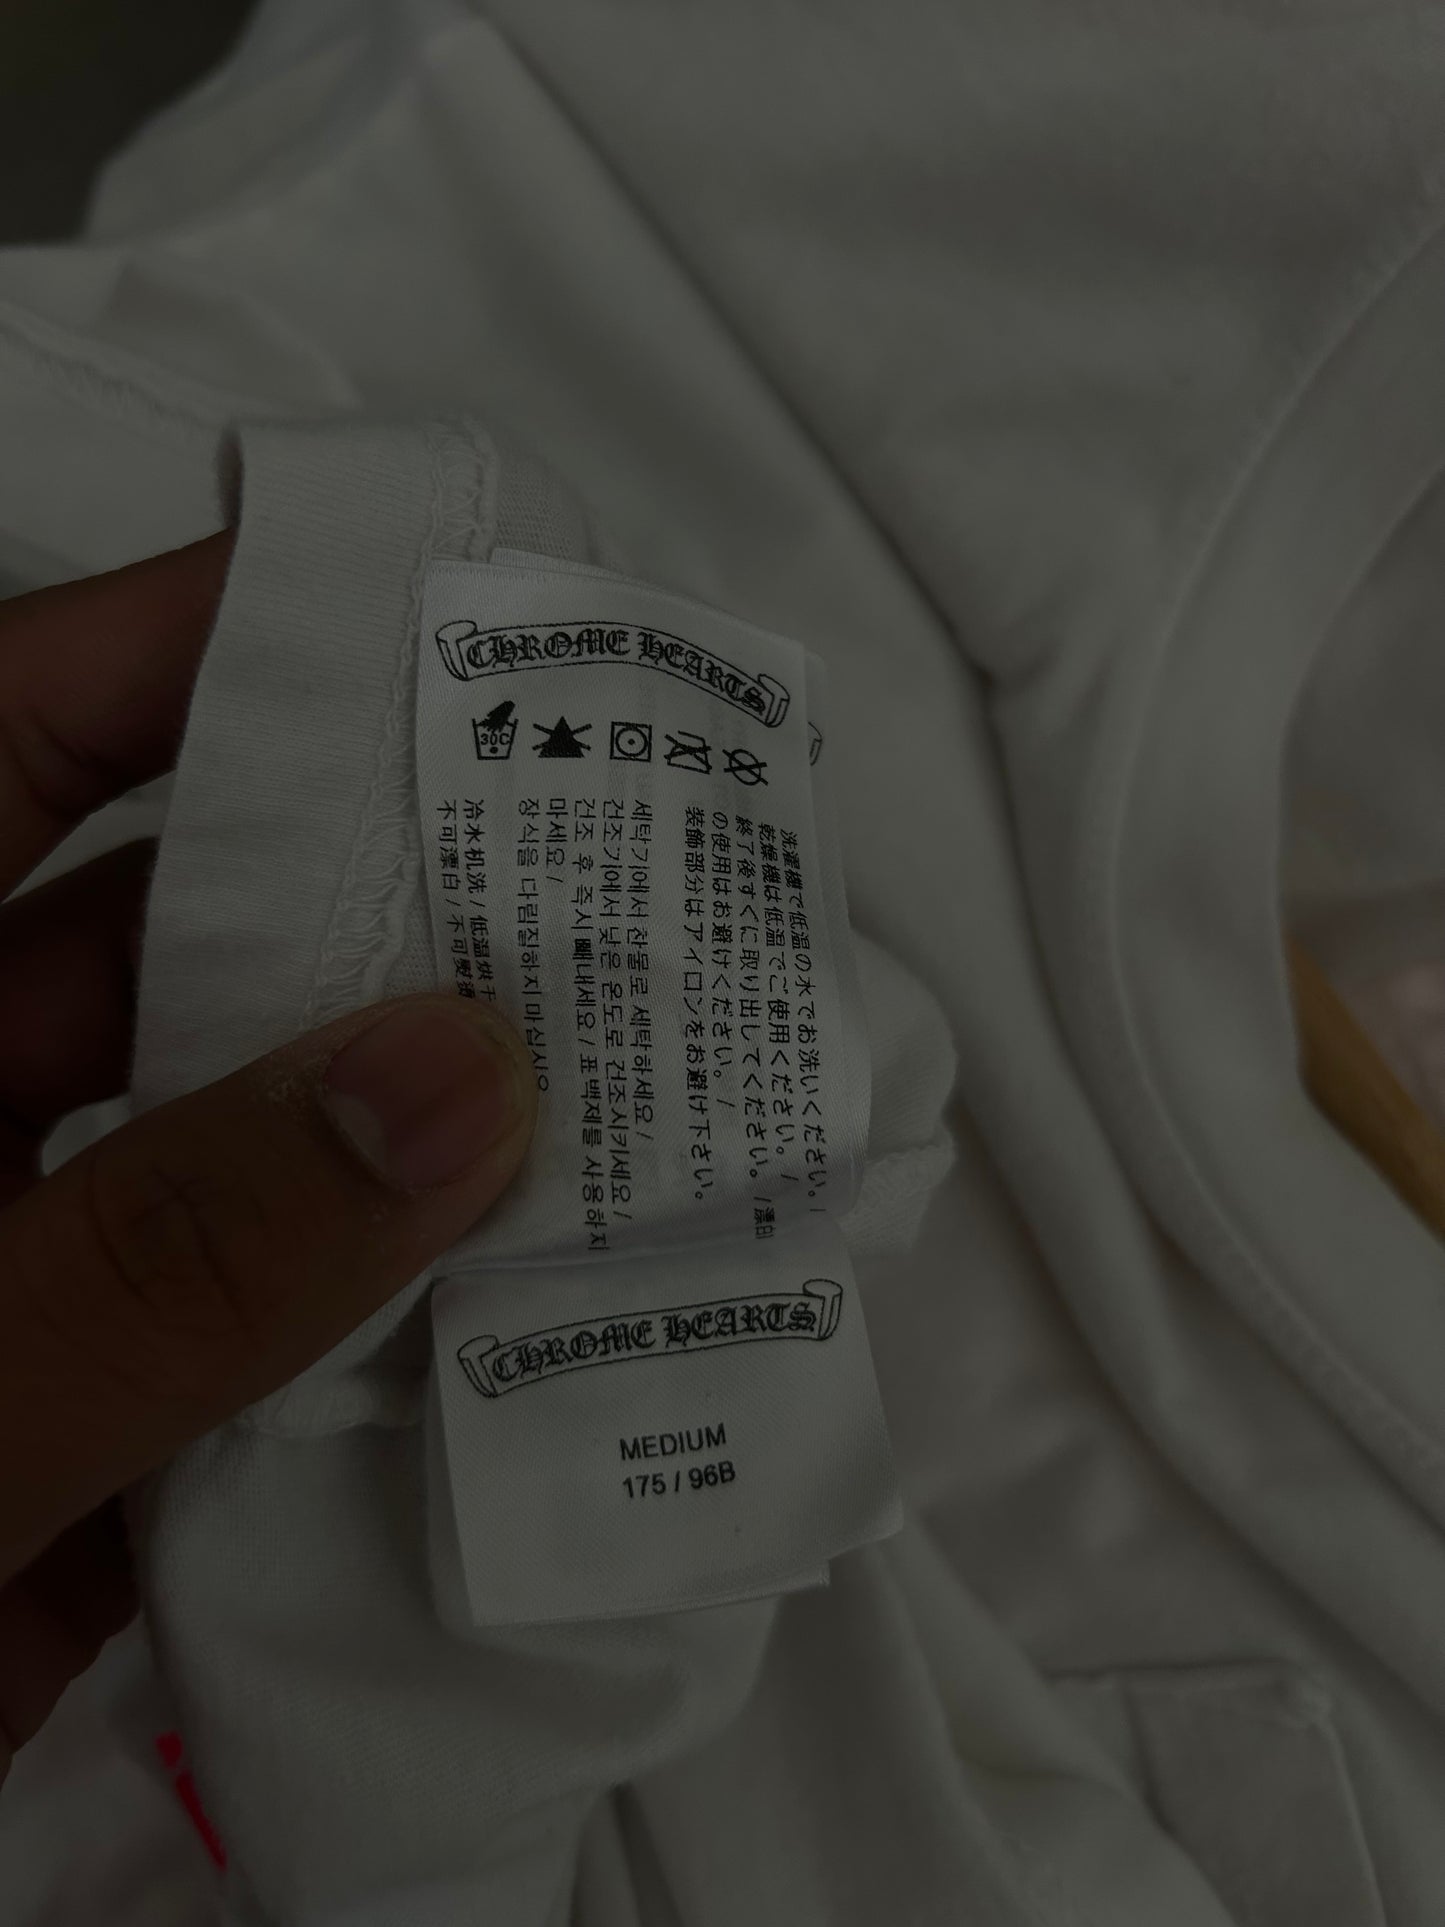 CHROME HEARTS
30C
洗濯機で低温の水でお洗いください。/
乾燥機は低温でご使用ください。/
終了後すぐに取り出してください。/漂白
の使用はお避けください。/
装飾部分はアイロンをお避け下さい。
세탁기에서 찬물로 세탁하세요/
건조기에서 낮은 온도로 건조시키세요/
건조 후 즉시 빼내세요/표백제를 사용하지
마세요/
장식을 다림질하지 마십시오
冷水机洗/低温烘干
不可漂白/不可熨烫
CHROME HEARTS
MEDIUM
175 / 96B